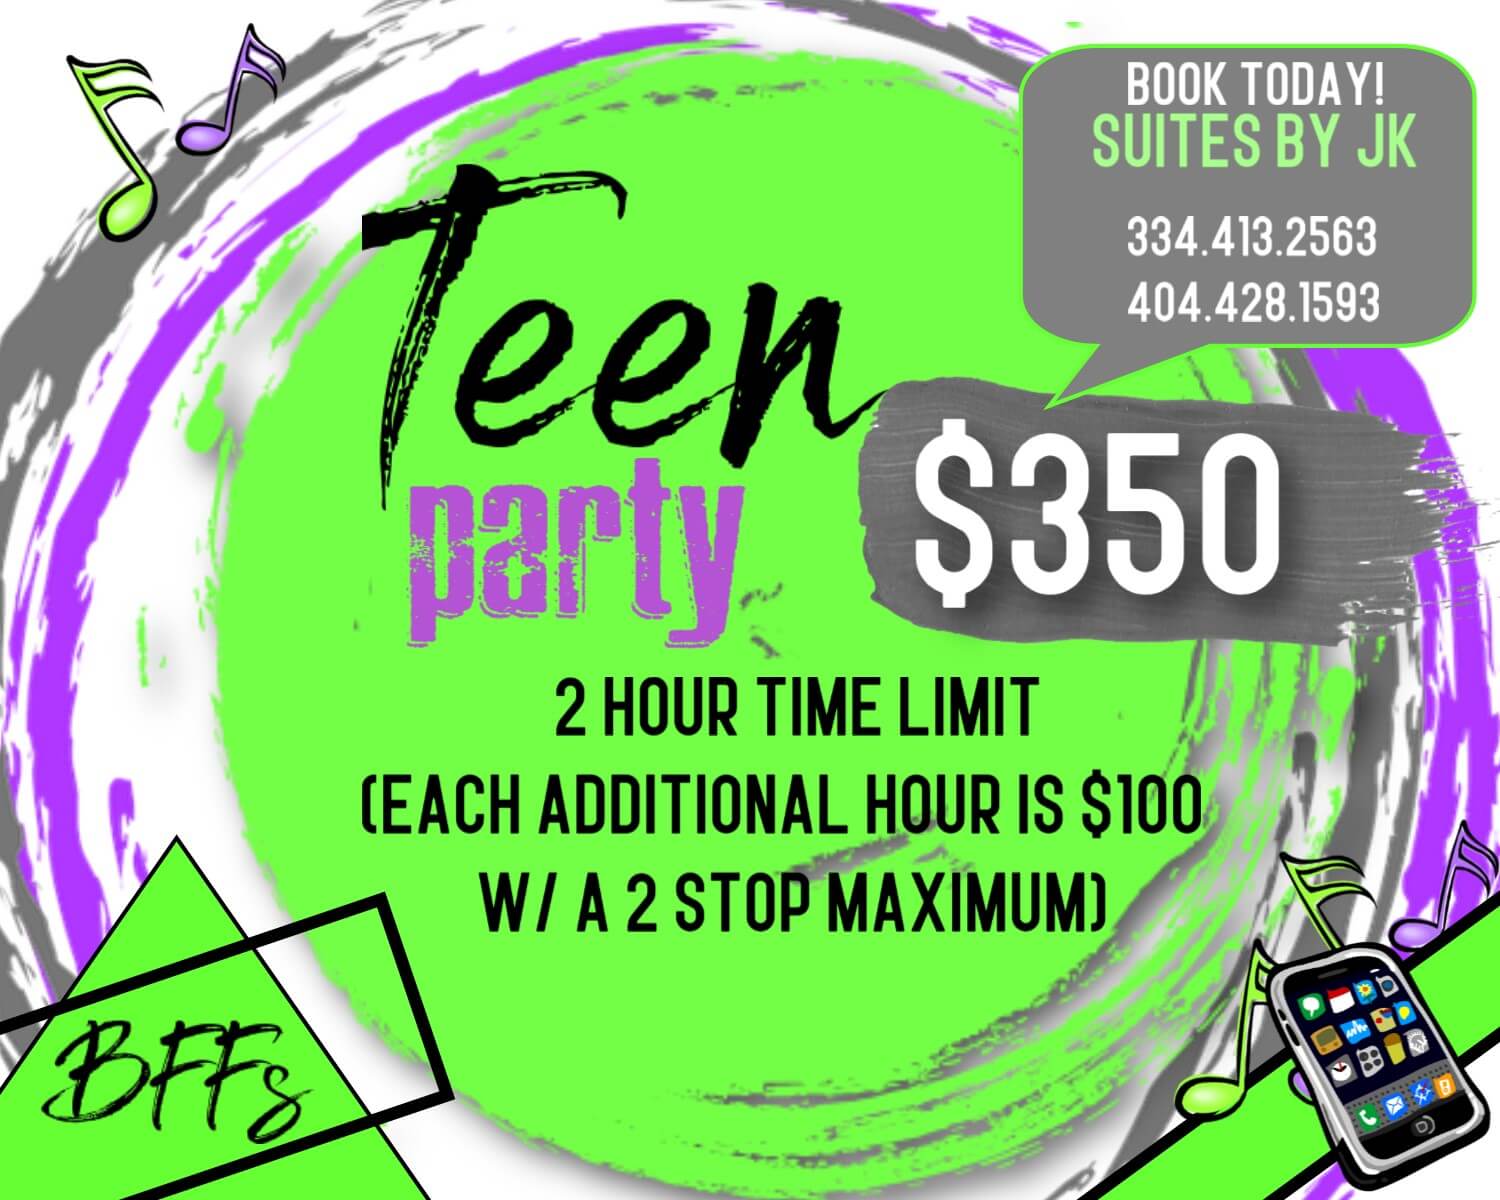 BOOK TODAY!
SUITES BY JK
334.413.2563
404.428.1593
Teen
party
$350
2 HOUR TIME LIMIT
(EACH ADDITIONAL HOUR IS $100
W/ A 2 STOP MAXIMUM)
BFFs